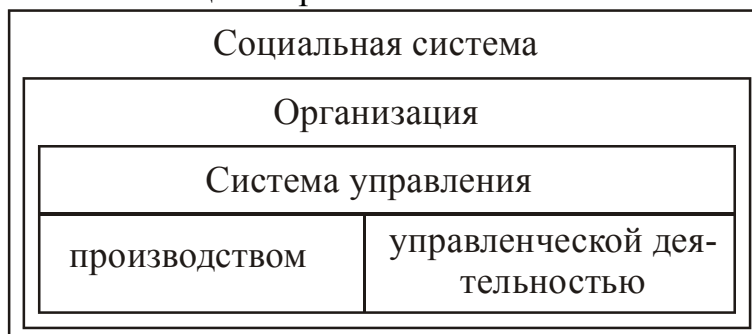 Социальная система
Организация
Система управления
производством
управленческой дея-
тельностью